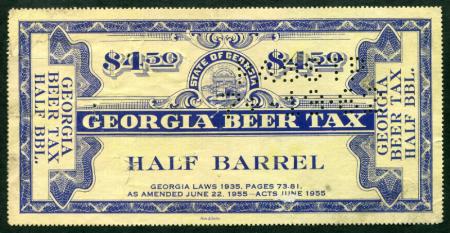 $4.50 $4.50
STATE OF GEORGIA
GEORGIA BEER TAX
HALF BARREL
GEORGIA LAWS 1935, PAGES 73-81,
AS AMENDED JUNE 22, 1955-ACTS JUNE 1955
GEORGIA
BEER TAX
HALF BBL.
GEORGIA
BEER TAX
HALF BBL.